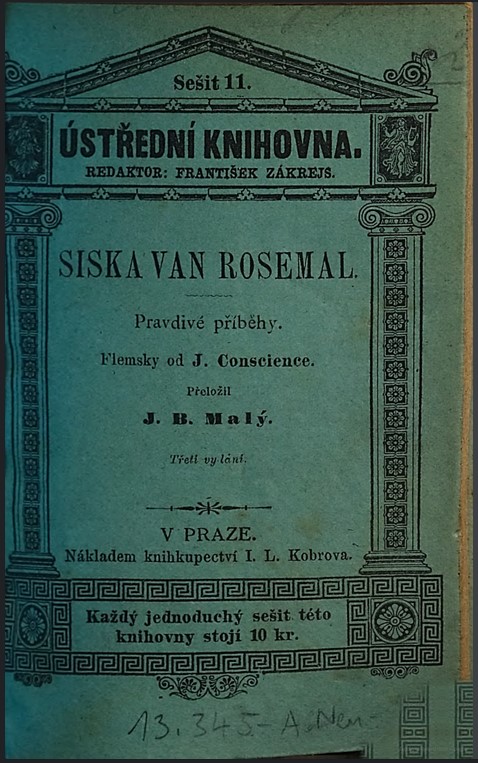 Sešit 11.
ÚSTŘEDNÍ KNIHOVNA.
REDAKTOR: FRANTIŠEK ZÁKREJS.
SISKA VAN ROSEMAL.
Pravdivé příběhy.
Flemsky od J. Conscience.
Přeložil
J. B. Malý.
Třetí vydání.
V PRAZE.
Nákladem knihkupectví I. L. Kobrova.
Každý jednoduchý sešit této
knihovny stojí 10 kr.
13.345.-